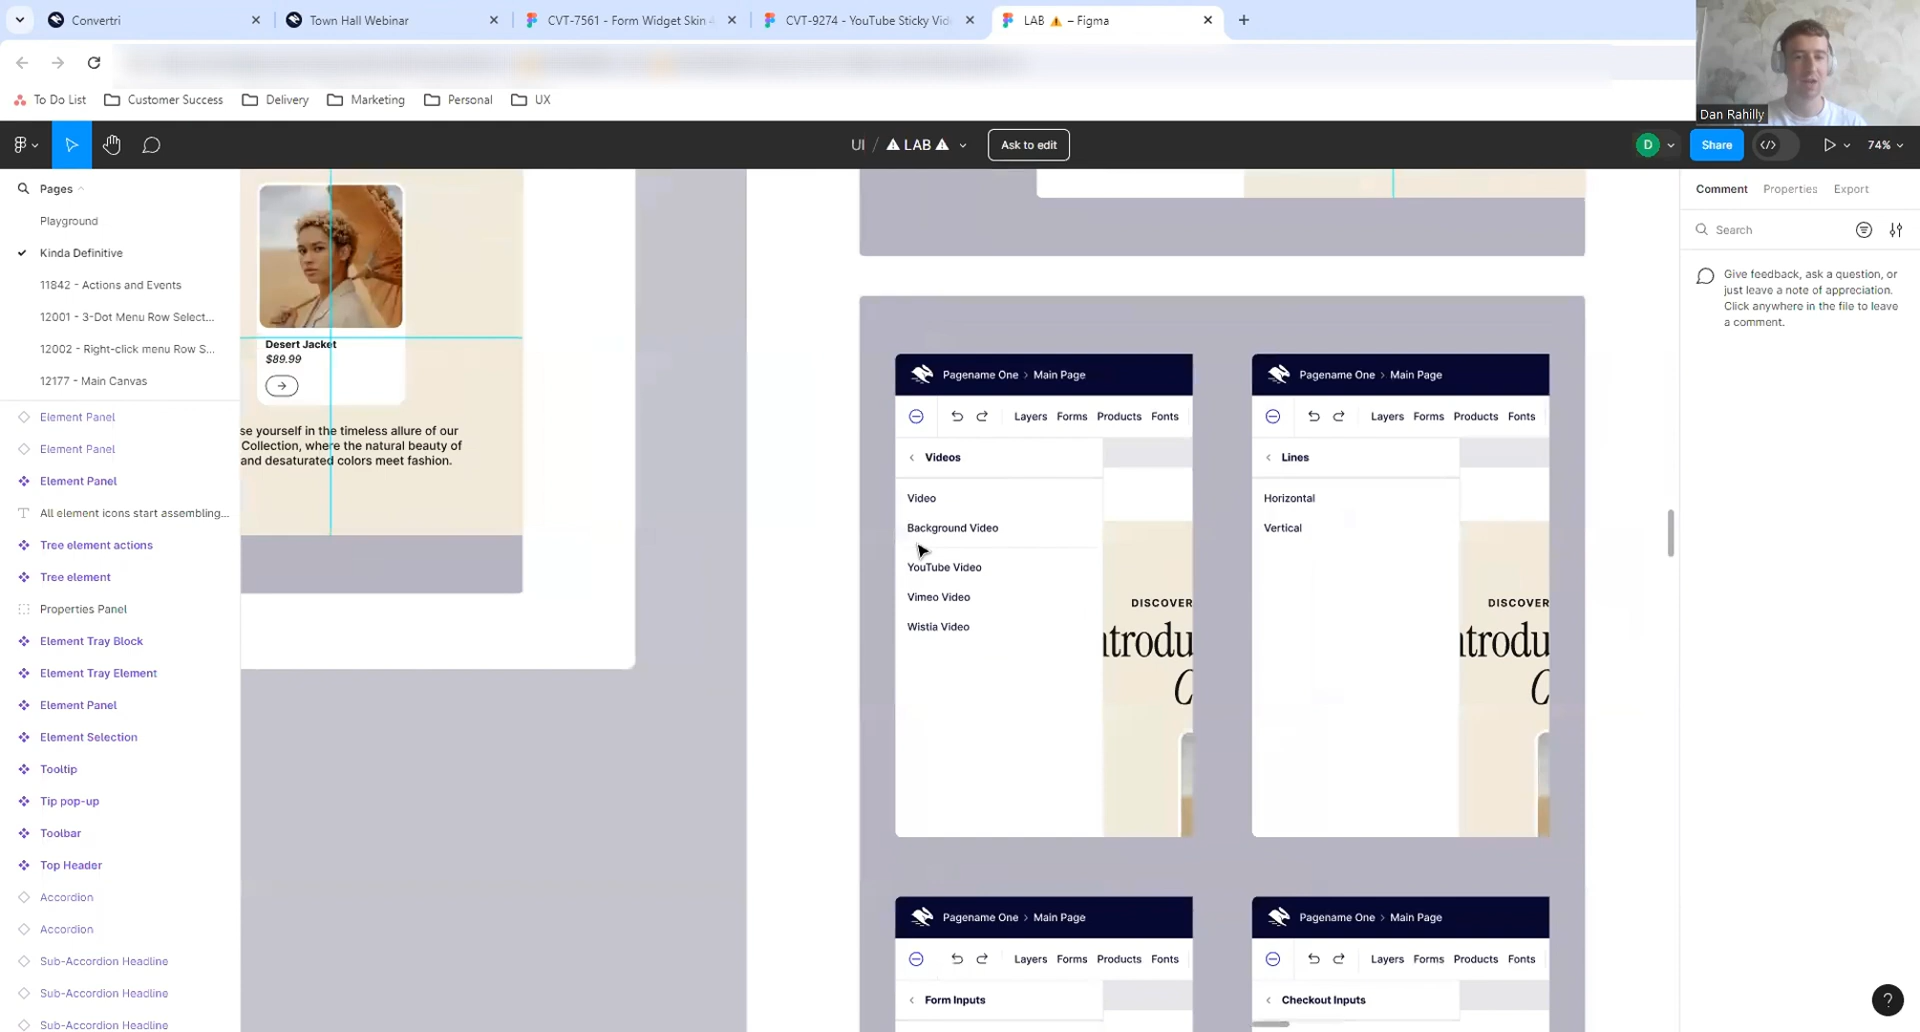 Convertri
Town Hall Webinar
CVT-7561 - Form Widget Skin
CVT-9274 - YouTube Sticky Vid
LAB ⚠ – Figma
To Do List
Customer Success
Delivery
Marketing
Personal
UX
Dan Rahilly
UI / ⚠ LAB ⚠
Ask to edit
D
Share
74%
Pages
Playground
Kinda Definitive
11842 - Actions and Events
12001 - 3-Dot Menu Row Select...
12002 - Right-click menu Row S...
12177 - Main Canvas
Element Panel
Element Panel
Element Panel
All element icons start assembling...
Tree element actions
Tree element
Properties Panel
Element Tray Block
Element Tray Element
Element Panel
Element Selection
Tooltip
Tip pop-up
Toolbar
Top Header
Accordion
Accordion
Sub-Accordion Headline
Sub-Accordion Headline
Sub-Accordion Headline
Desert Jacket
$89.99
se yourself in the timeless allure of our
Collection, where the natural beauty of
and desaturated colors meet fashion.
Pagename One › Main Page
Layers Forms Products Fonts
Videos
Video
Background Video
YouTube Video
Vimeo Video
Wistia Video
DISCOVER
ntrodu
C
Pagename One › Main Page
Layers Forms Products Fonts
Lines
Horizontal
Vertical
DISCOVER
ntrodu
C
Pagename One › Main Page
Layers Forms Products Fonts
Form Inputs
Pagename One › Main Page
Layers Forms Products Fonts
Checkout Inputs
Comment
Properties
Export
Search
Give feedback, ask a question, or
just leave a note of appreciation.
Click anywhere in the file to leave
a comment.
?